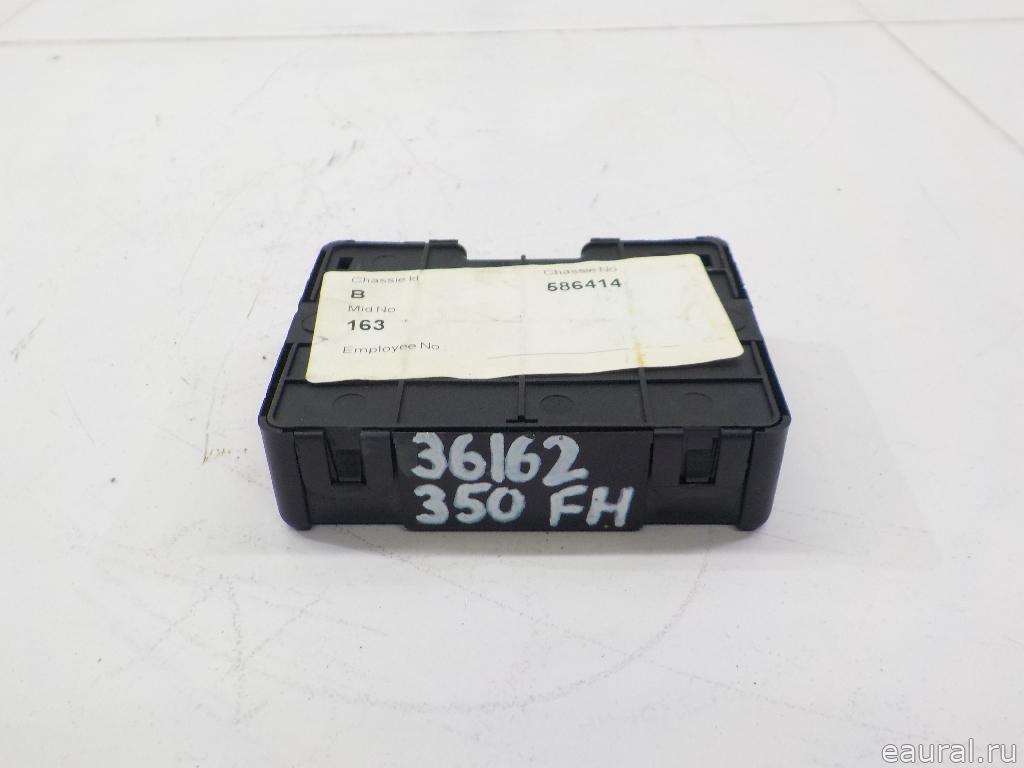 Chassie Id
Chassie No
B
586414
Mid No
163
Employee No
36162
350 FH
eaural.ru